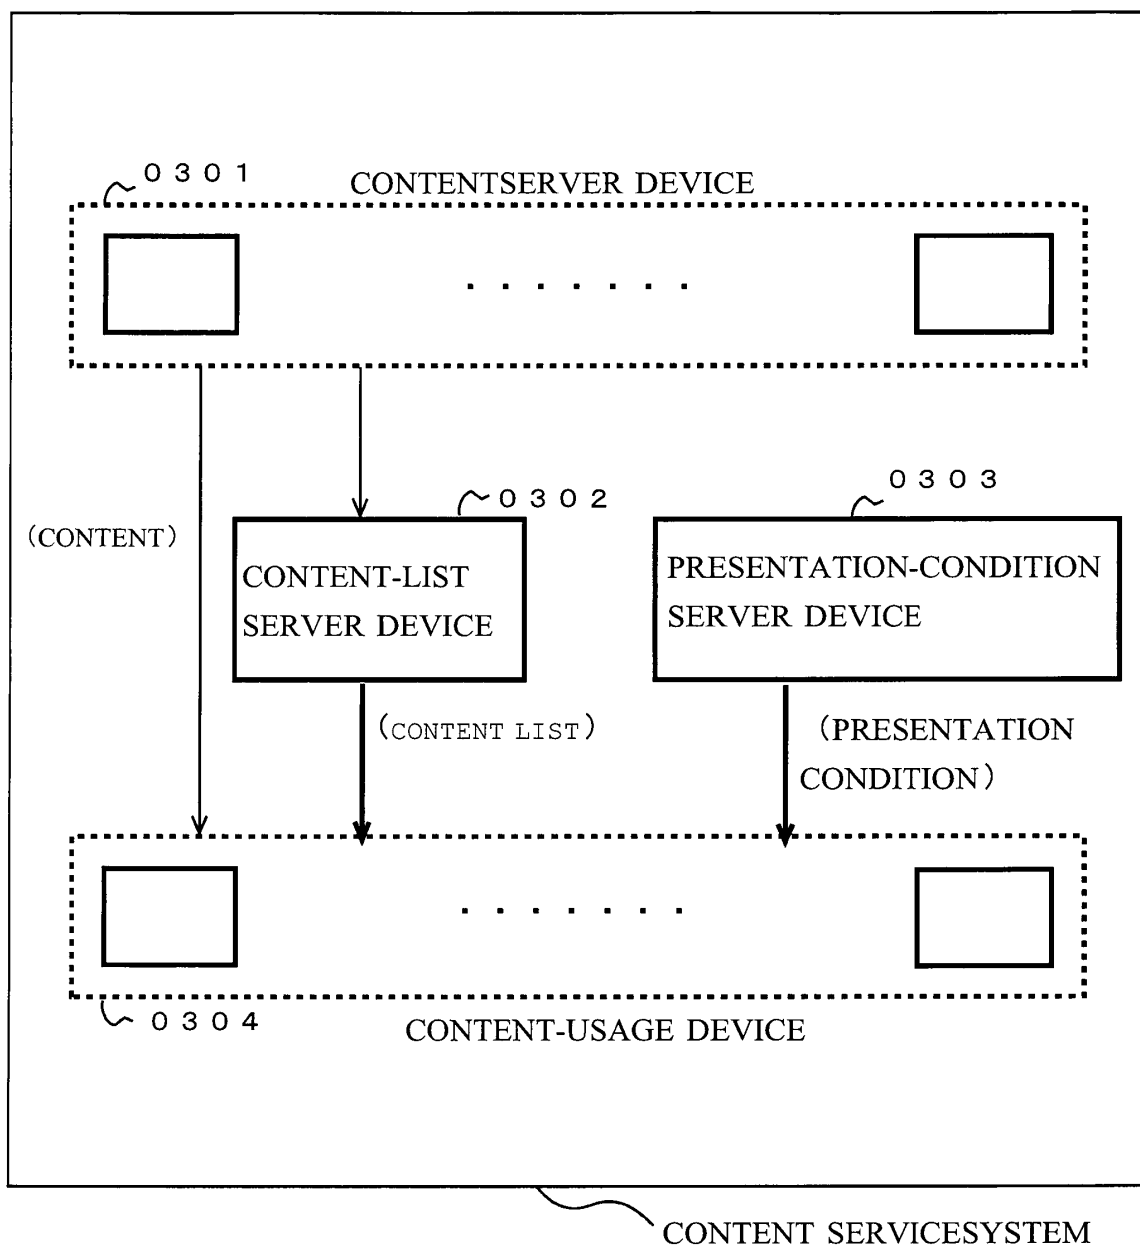 0301
CONTENTSERVER DEVICE
0302
0303
(CONTENT)
CONTENT-LIST
SERVER DEVICE
PRESENTATION-CONDITION
SERVER DEVICE
(CONTENT LIST)
(PRESENTATION
CONDITION)
0304
CONTENT-USAGE DEVICE
CONTENT SERVICESYSTEM